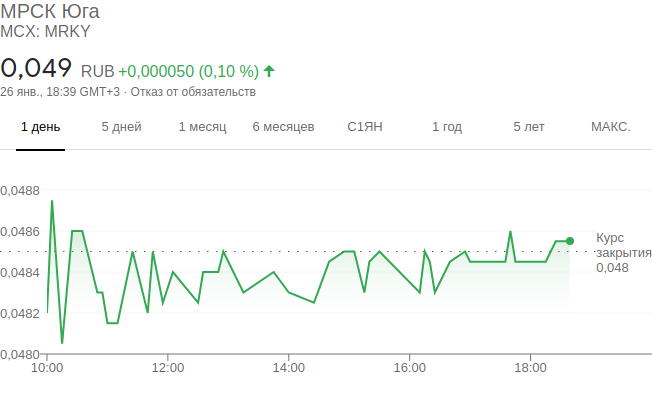 МРСК Юга
MCX: MRKY
0,049 RUB +0,000050 (0,10 %)
26 янв., 18:39 GMT+3 · Отказ от обязательств
1 день 5 дней 1 месяц 6 месяцев С1ЯН 1 год 5 лет МАКС.
0,0488
0,0486
Курс
закрытия
0,048
0,0484
0,0482
0,0480
10:00 12:00 14:00 16:00 18:00